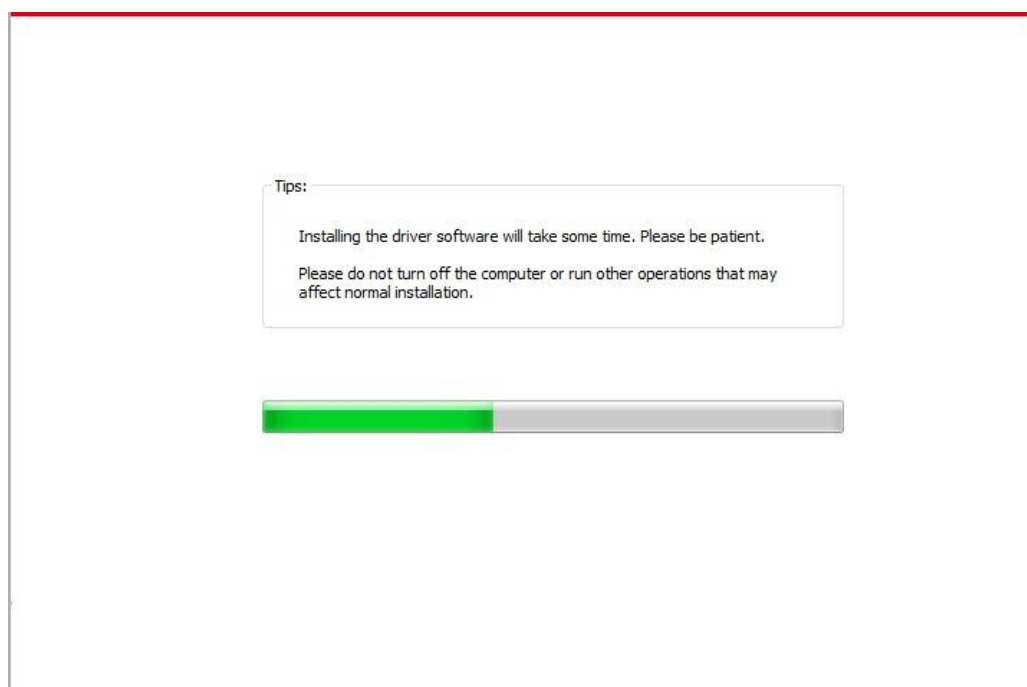 Tips:
Installing the driver software will take some time. Please be patient.
Please do not turn off the computer or run other operations that may
affect normal installation.